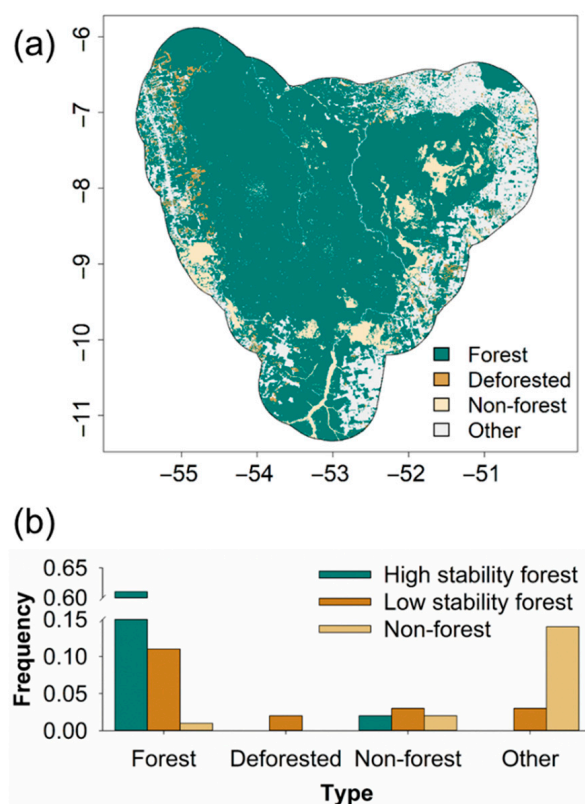 (a)
−6
−7
−8
−9
−10
−11
Forest
Deforested
Non-forest
Other
−55 −54 −53 −52 −51
(b)
0.65
0.60
0.15
0.10
0.05
0.00
Frequency
High stability forest
Low stability forest
Non-forest
Forest Deforested Non-forest Other
Type